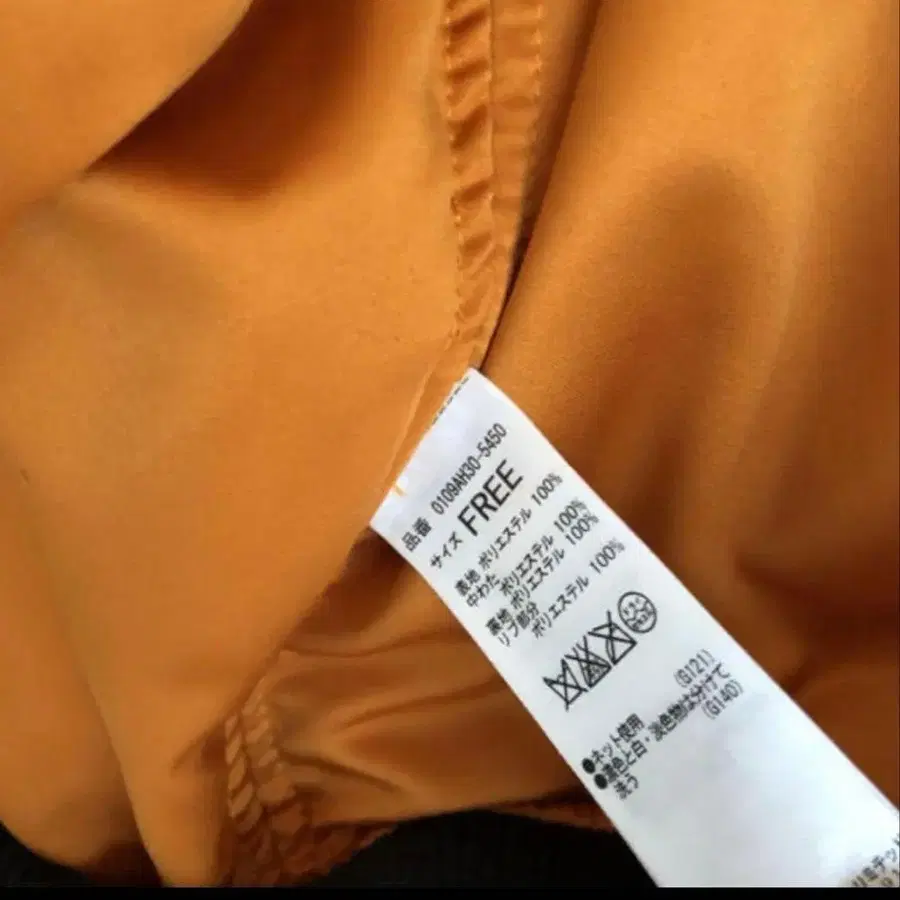 品番 0109AH30-5450
サイズ FREE
表地 ポリエステル 100%
中わた ポリエステル 100%
裏地 ポリエステル 100%
リブ部分
ポリエステル 100%
●ネット使用 (G121)
●濃色と白・淡色物は分けて
洗う (G140)